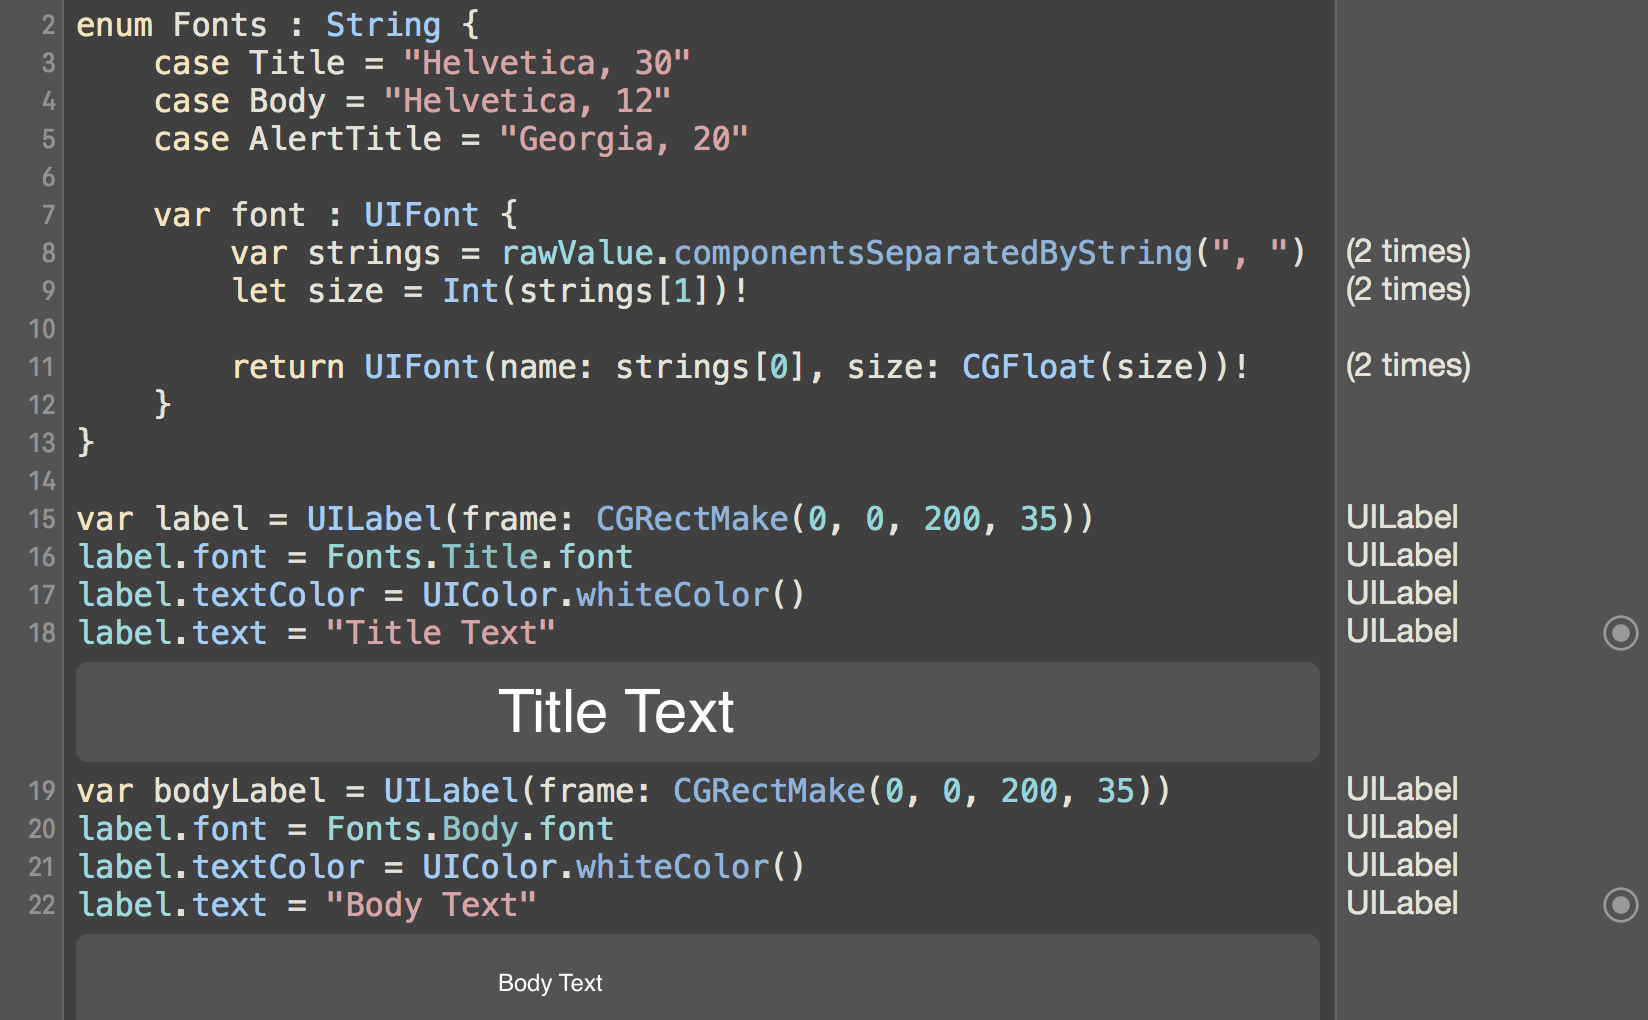 2 enum Fonts : String {
3     case Title = "Helvetica, 30"
4     case Body = "Helvetica, 12"
5     case AlertTitle = "Georgia, 20"
6
7     var font : UIFont {
8         var strings = rawValue.componentsSeparatedByString(", ") (2 times)
9         let size = Int(strings[1])! (2 times)
10
11         return UIFont(name: strings[0], size: CGFloat(size))! (2 times)
12     }
13 }
14
15 var label = UILabel(frame: CGRectMake(0, 0, 200, 35)) UILabel
16 label.font = Fonts.Title.font UILabel
17 label.textColor = UIColor.whiteColor() UILabel
18 label.text = "Title Text" UILabel
Title Text
19 var bodyLabel = UILabel(frame: CGRectMake(0, 0, 200, 35)) UILabel
20 label.font = Fonts.Body.font UILabel
21 label.textColor = UIColor.whiteColor() UILabel
22 label.text = "Body Text" UILabel
Body Text